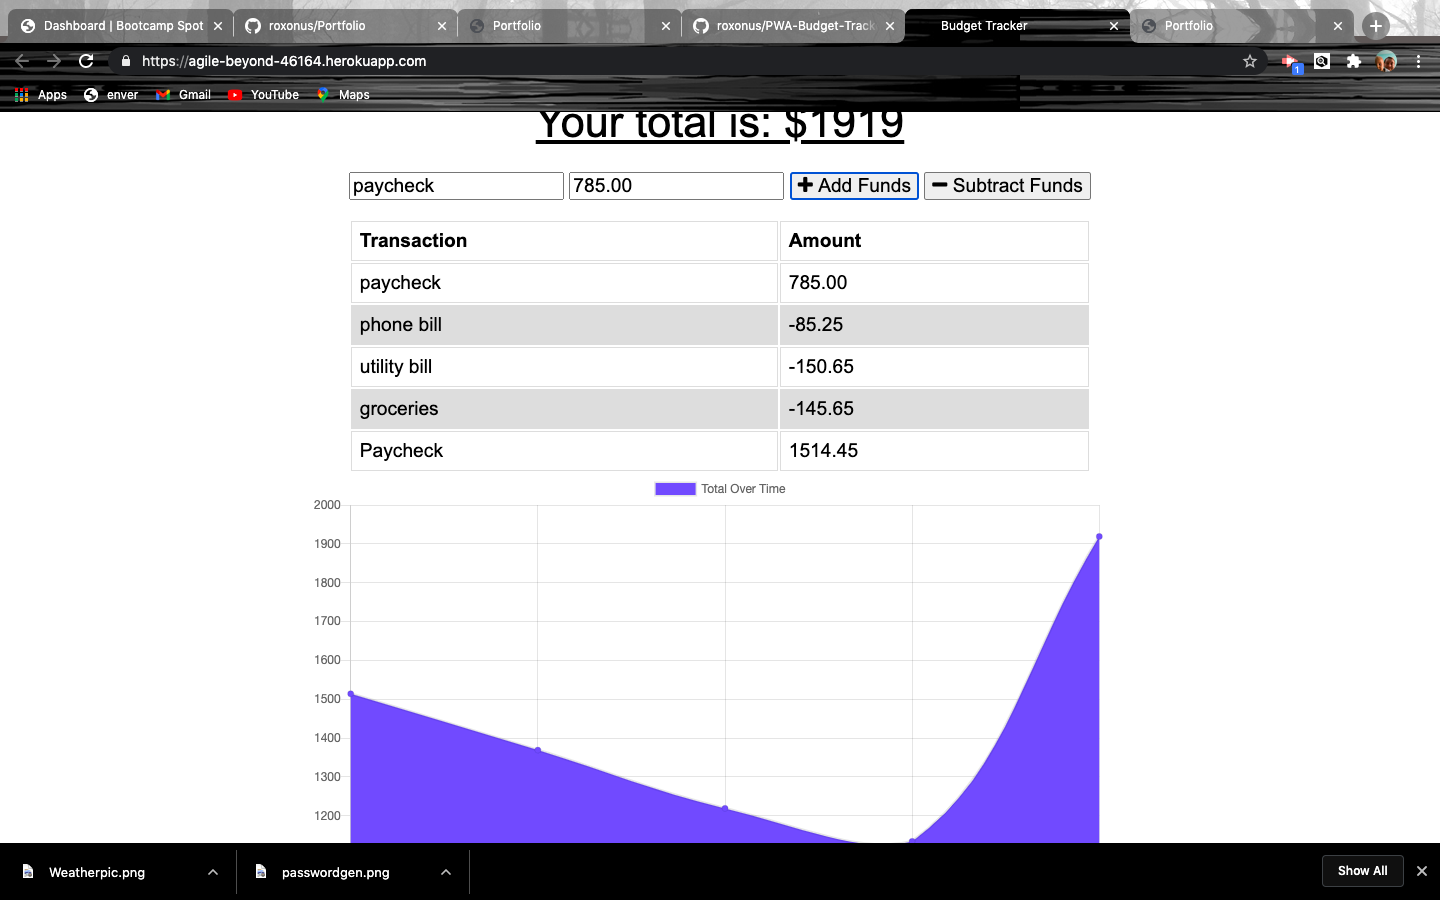 Dashboard | Bootcamp Spot
roxonus/Portfolio
Portfolio
roxonus/PWA-Budget-Track
Budget Tracker
Portfolio
https://agile-beyond-46164.herokuapp.com
1
Apps
enver
Gmail
YouTube
Maps
Your total is: $1919
paycheck
785.00
Add Funds
Subtract Funds
Transaction Amount
paycheck 785.00
phone bill -85.25
utility bill -150.65
groceries -145.65
Paycheck 1514.45
Total Over Time
2000
1900
1800
1700
1600
1500
1400
1300
1200
Weatherpic.png
passwordgen.png
Show All